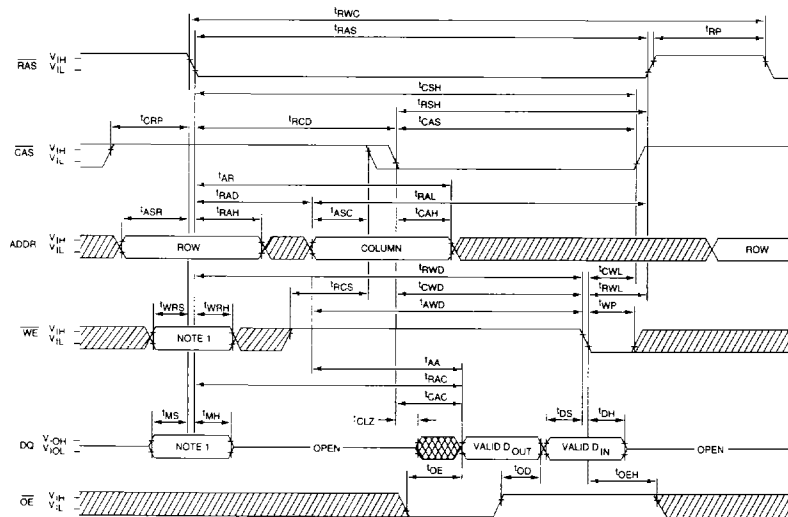 tRWC
tRAS
tRP
RAS VIH
VIL
tCSH
tRSH
tCRP
tRCD
tCAS
CAS VIH
VIL
tAR
tRAD
tRAL
tASR
tRAH
tASC
tCAH
ADDR VIH
VIL
ROW
COLUMN
ROW
tRWD
tCWL
tRCS
tCWD
tRWL
tWRS
tWRH
tAWD
tWP
WE VIH
VIL
NOTE 1
tAA
tRAC
tCAC
tMS
tMH
tCLZ
tDS
tDH
DQ VIOH
VIOL
NOTE 1
OPEN
VALID DOUT
VALID DIN
OPEN
tOE
tOD
tOEH
OE VIH
VIL